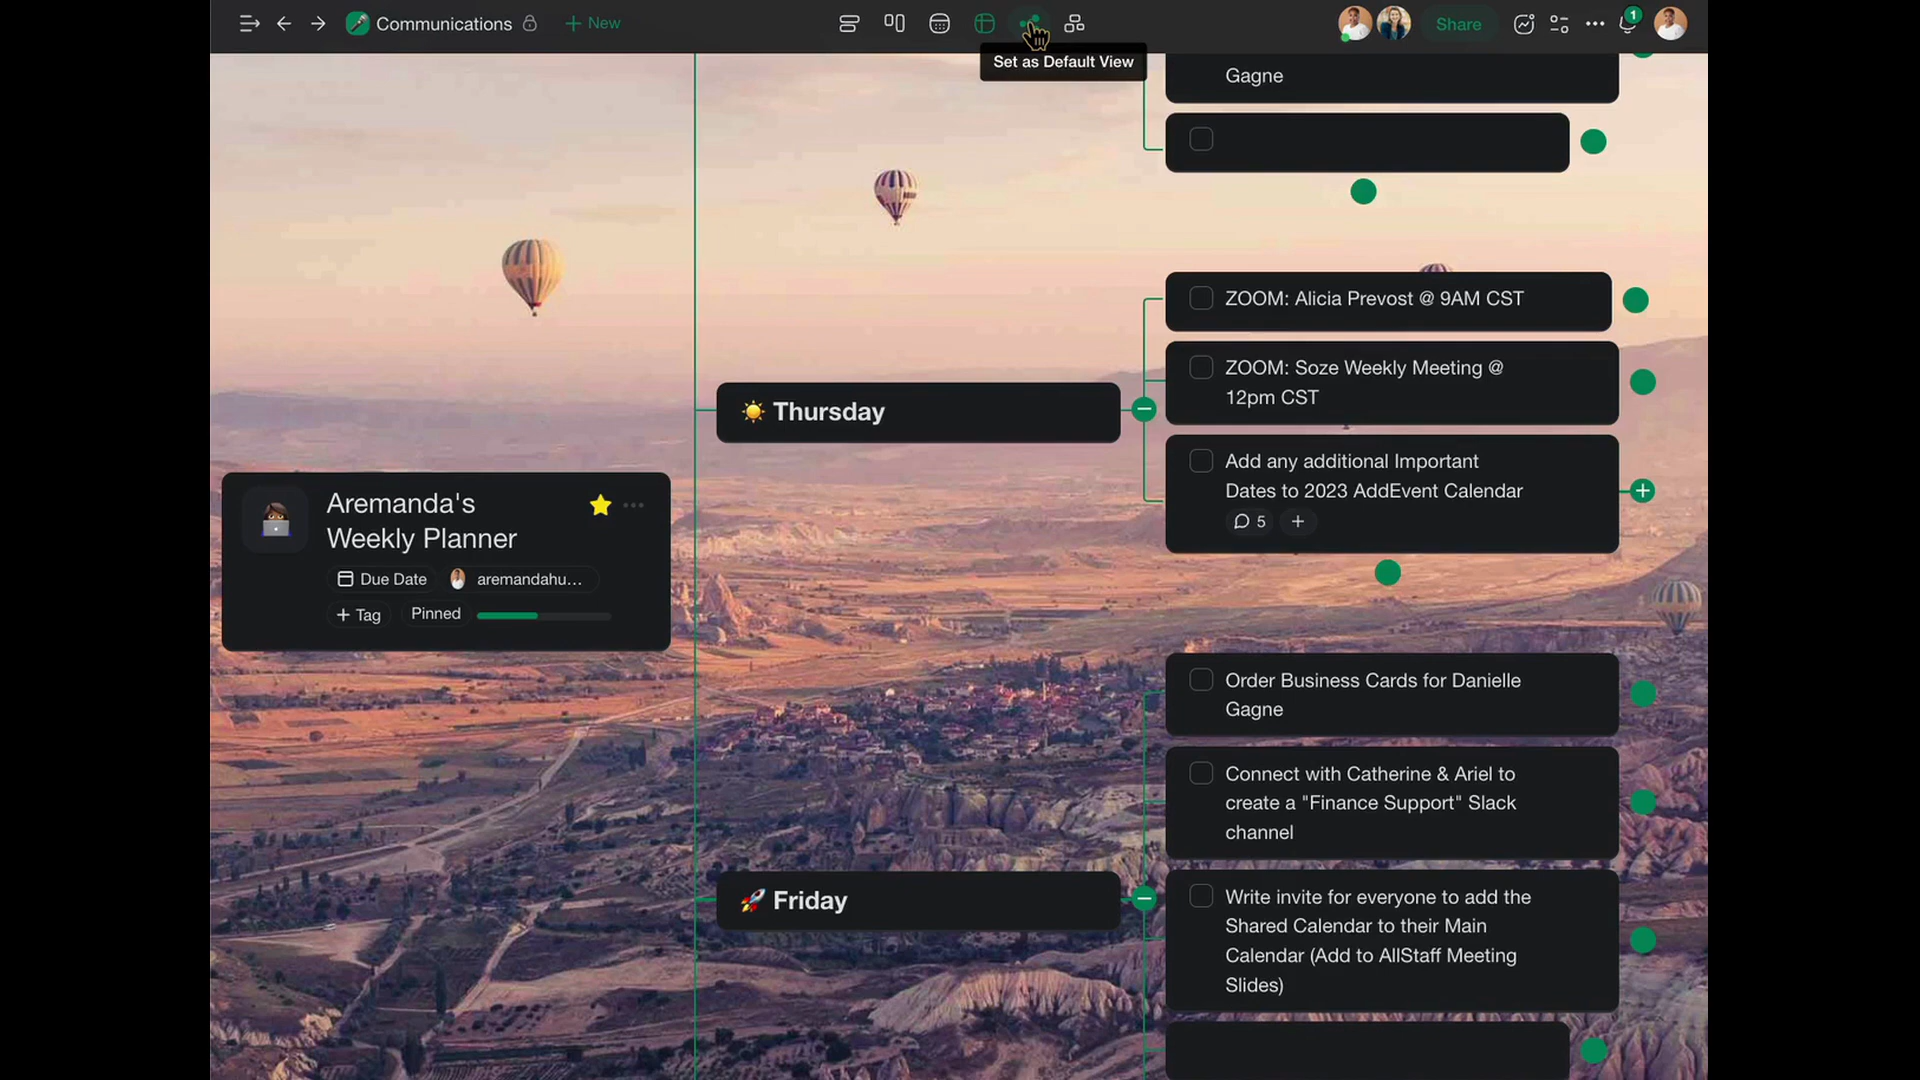 Communications
+ New
Share
1
Set as Default View
Gagne
ZOOM: Alicia Prevost @ 9AM CST
ZOOM: Soze Weekly Meeting @
12pm CST
Thursday
Add any additional Important
Dates to 2023 AddEvent Calendar
5
Aremanda's
Weekly Planner
Due Date
aremandahu...
+ Tag
Pinned
Order Business Cards for Danielle
Gagne
Connect with Catherine & Ariel to
create a "Finance Support" Slack
channel
Friday
Write invite for everyone to add the
Shared Calendar to their Main
Calendar (Add to AllStaff Meeting
Slides)